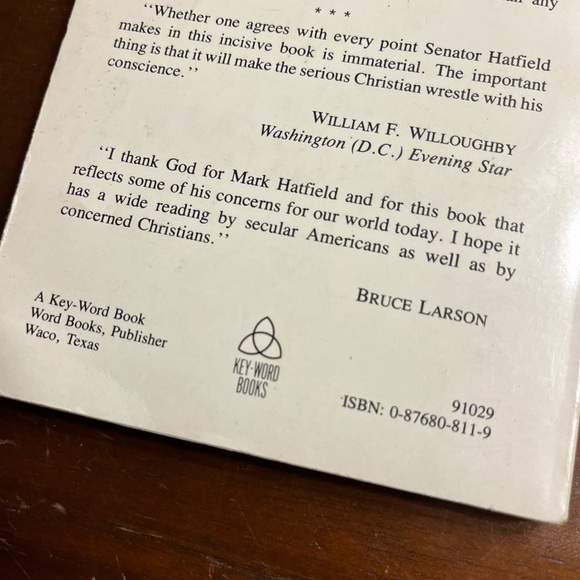 any
* * *
“Whether one agrees with every point Senator Hatfield
makes in this incisive book is immaterial. The important
thing is that it will make the serious Christian wrestle with his
conscience.”
WILLIAM F. WILLOUGHBY
Washington (D.C.) Evening Star
“I thank God for Mark Hatfield and for this book that
reflects some of his concerns for our world today. I hope it
has a wide reading by secular Americans as well as by
concerned Christians.”
BRUCE LARSON
A Key-Word Book
Word Books, Publisher
Waco, Texas
KEY-WORD
BOOKS
91029
ISBN: 0-87680-811-9